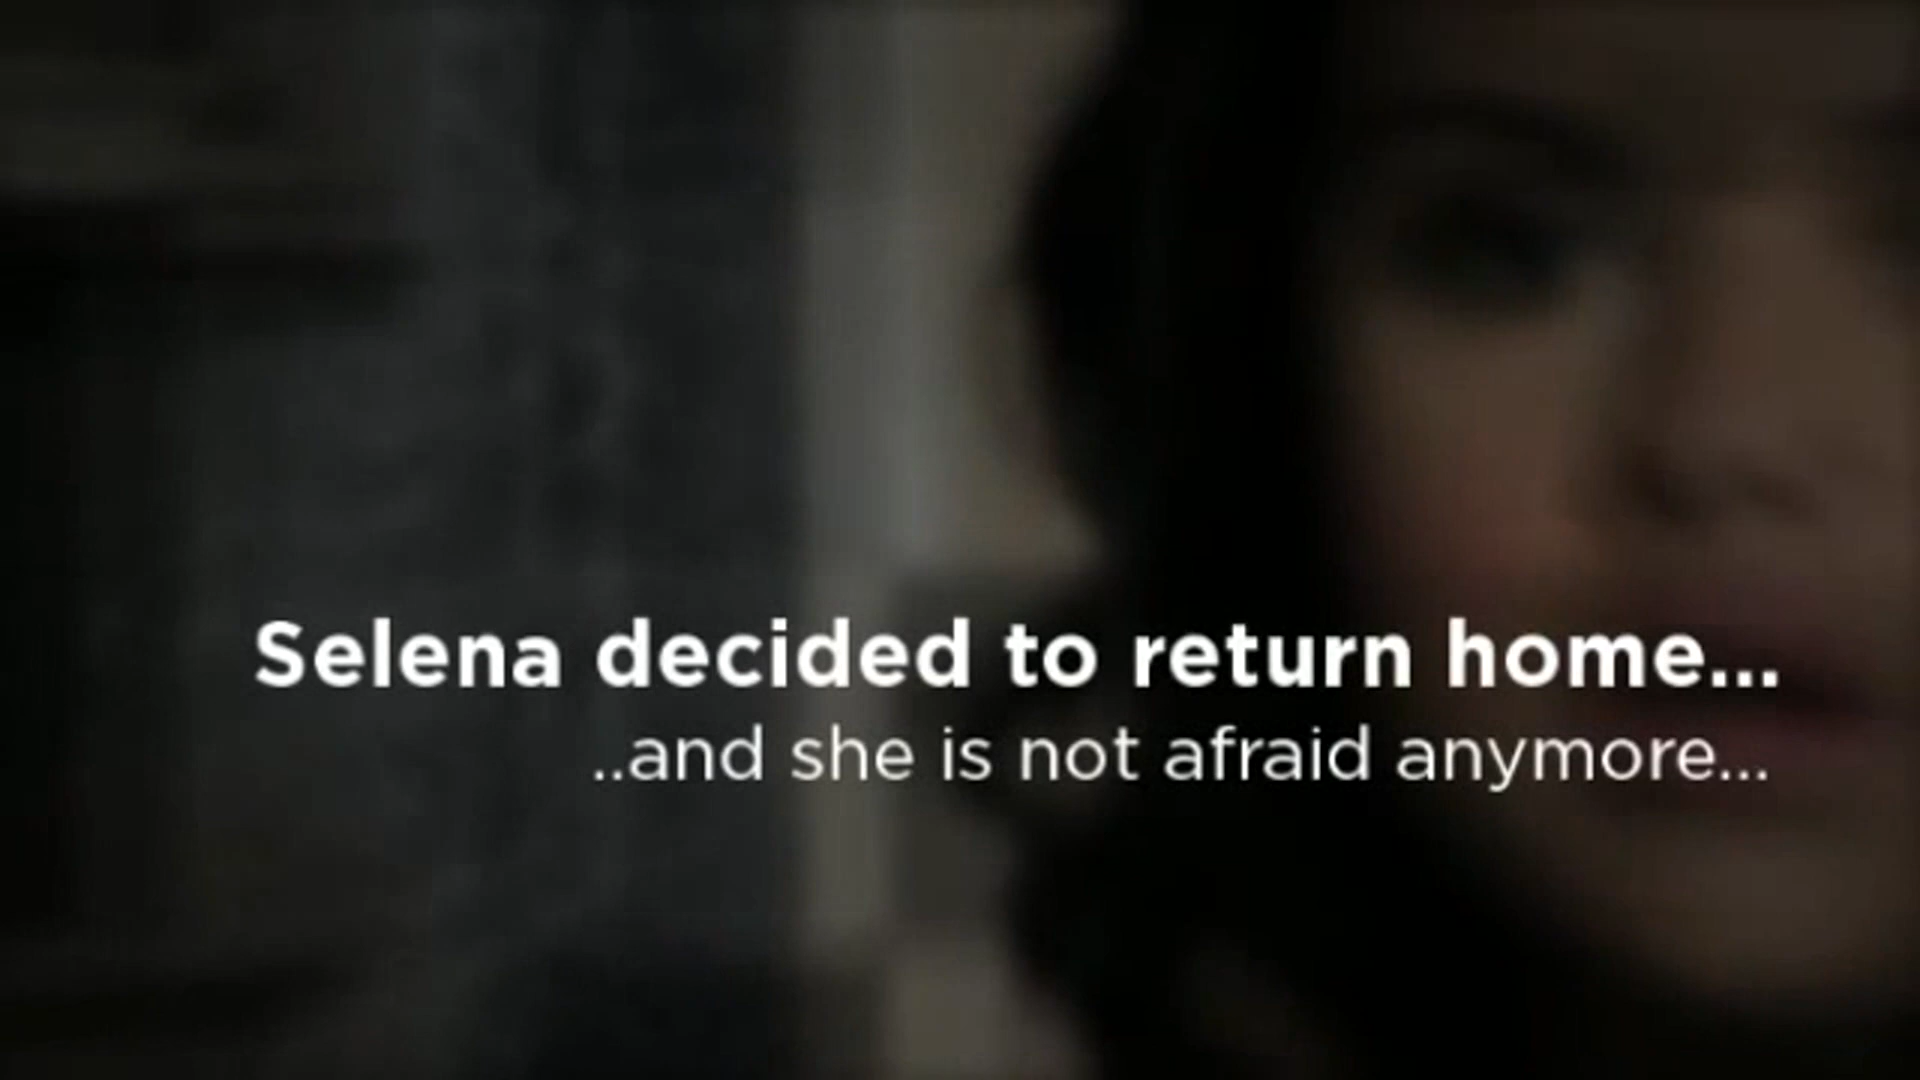 Selena decided to return home...
..and she is not afraid anymore...